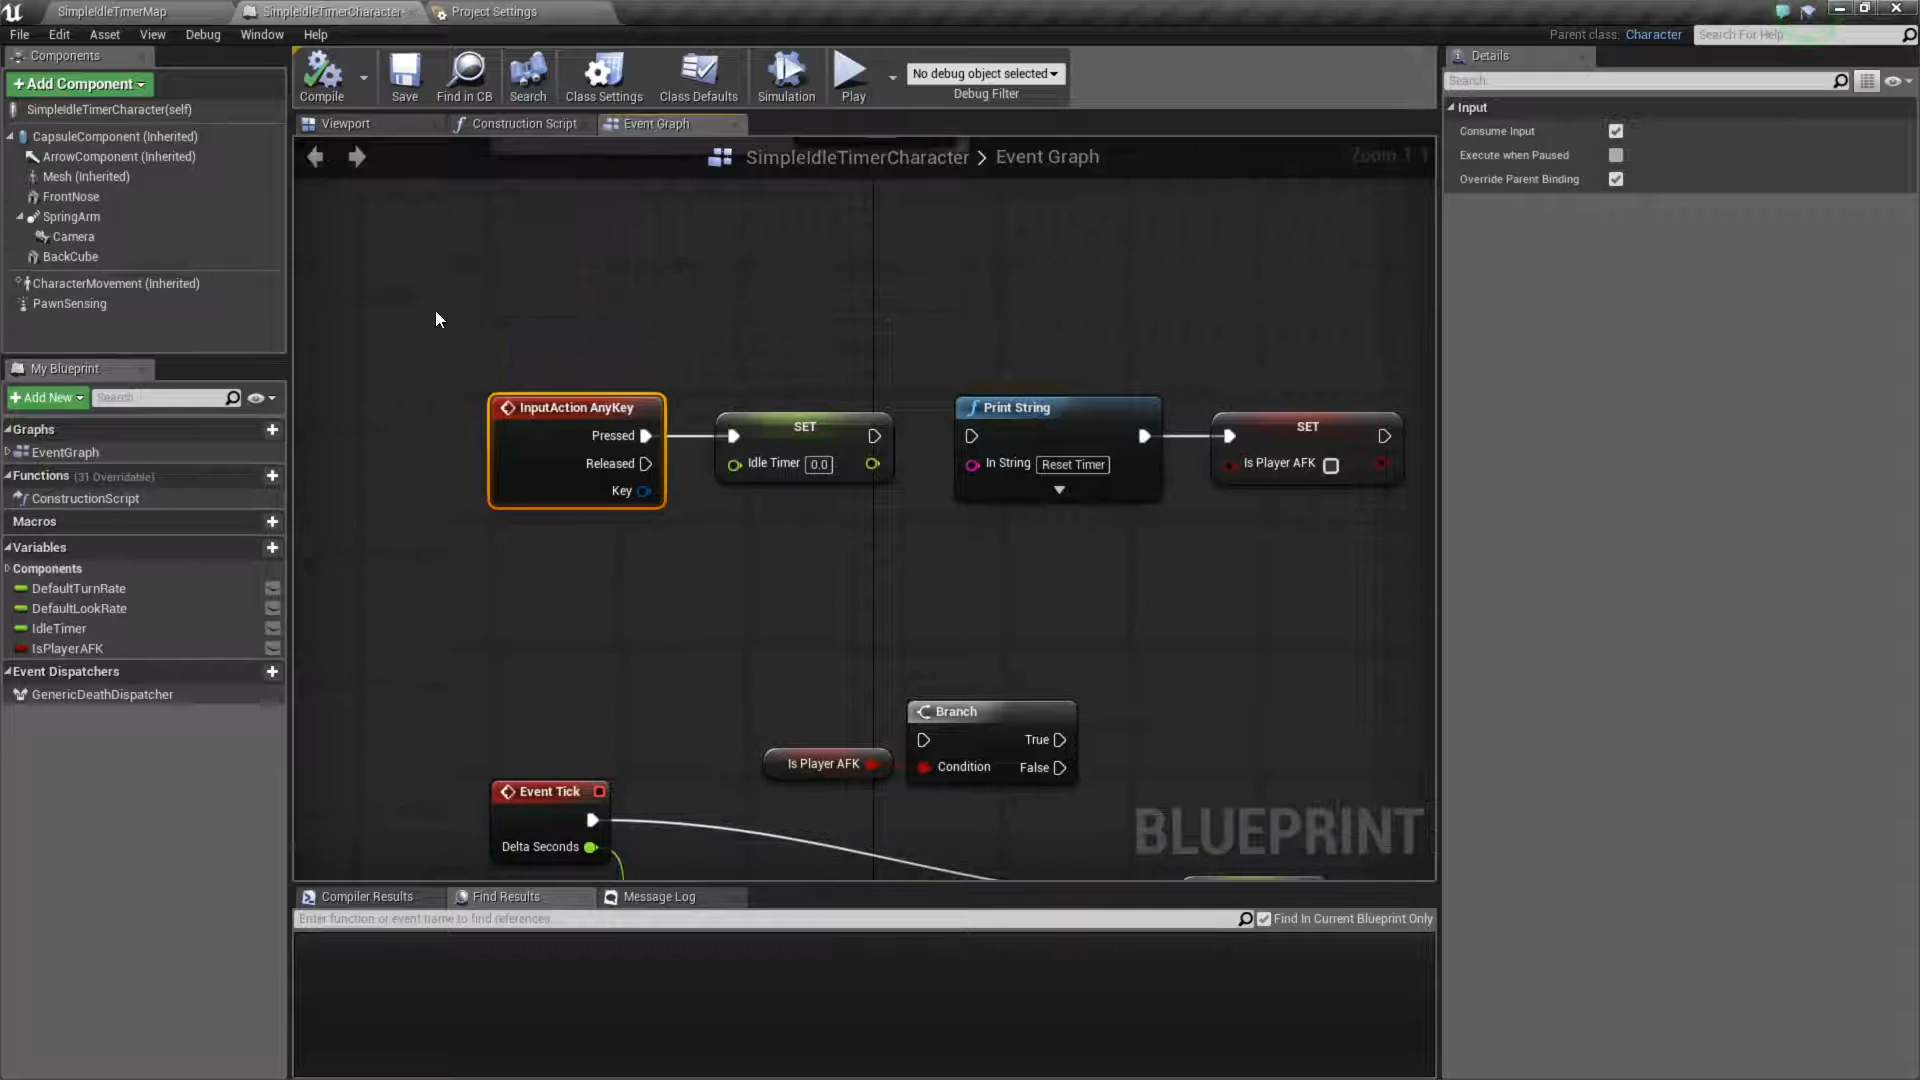 SimpleIdleTimerMap
SimpleIdleTimerCharacter
Project Settings
File Edit Asset View Debug Window Help
Parent class: Character
Search For Help
Components
+Add Component
SimpleIdleTimerCharacter(self)
CapsuleComponent (Inherited)
ArrowComponent (Inherited)
Mesh (Inherited)
FrontNose
SpringArm
Camera
BackCube
CharacterMovement (Inherited)
PawnSensing
Compile
Save
Find in CB
Search
Class Settings
Class Defaults
Simulation
Play
No debug object selected
Debug Filter
Viewport
Construction Script
Event Graph
SimpleIdleTimerCharacter > Event Graph
Zoom 1:1
InputAction AnyKey
Pressed
Released
Key
SET
Idle Timer 0.0
Print String
In String Reset Timer
SET
Is Player AFK
Branch
True
Condition False
Is Player AFK
Event Tick
Delta Seconds
BLUEPRINT
My Blueprint
+Add New
Search
Graphs
EventGraph
Functions (31 Overridable)
ConstructionScript
Macros
Variables
Components
DefaultTurnRate
DefaultLookRate
IdleTimer
IsPlayerAFK
Event Dispatchers
GenericDeathDispatcher
Compiler Results
Find Results
Message Log
Enter function or event name to find references...
Find In Current Blueprint Only
Details
Search
Input
Consume Input
Execute when Paused
Override Parent Binding